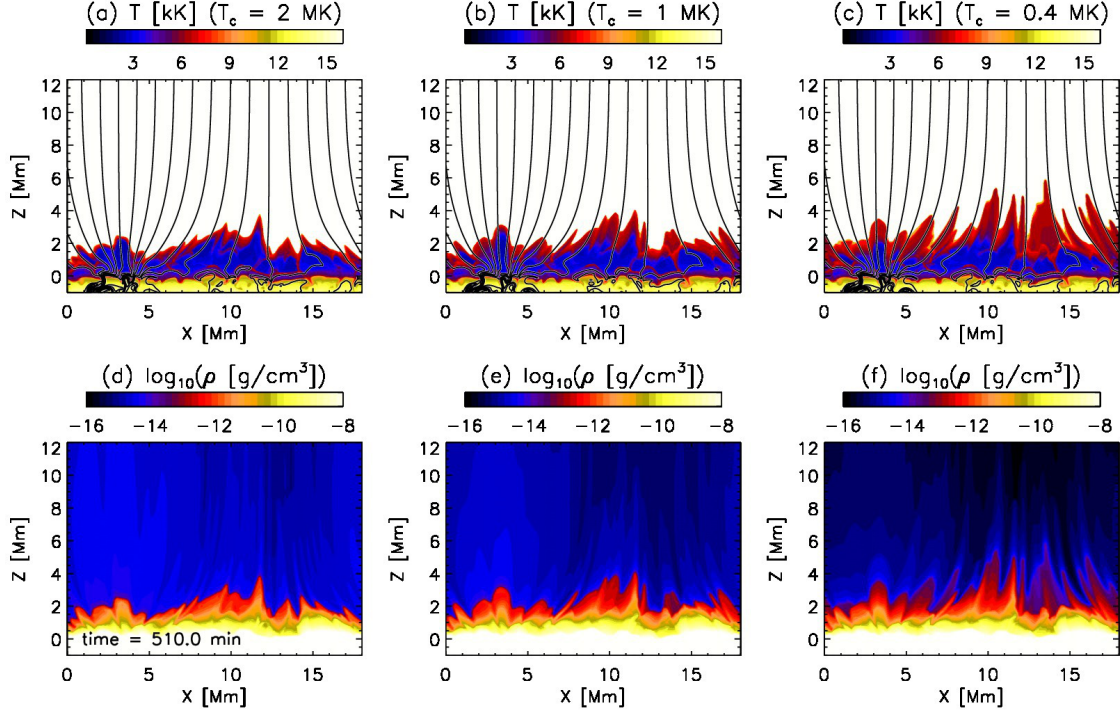 (a) T [kK] (T_c = 2 MK)
(b) T [kK] (T_c = 1 MK)
(c) T [kK] (T_c = 0.4 MK)
3 6 9 12 15
3 6 9 12 15
3 6 9 12 15
12
10
8
6
4
2
0
Z [Mm]
0 5 10 15
X [Mm]
12
10
8
6
4
2
0
Z [Mm]
0 5 10 15
X [Mm]
12
10
8
6
4
2
0
Z [Mm]
0 5 10 15
X [Mm]
(d) log₁₀(ρ [g/cm³])
(e) log₁₀(ρ [g/cm³])
(f) log₁₀(ρ [g/cm³])
−16 −14 −12 −10 −8
−16 −14 −12 −10 −8
−16 −14 −12 −10 −8
12
10
8
6
4
2
0
Z [Mm]
time = 510.0 min
0 5 10 15
X [Mm]
12
10
8
6
4
2
0
Z [Mm]
0 5 10 15
X [Mm]
12
10
8
6
4
2
0
Z [Mm]
0 5 10 15
X [Mm]